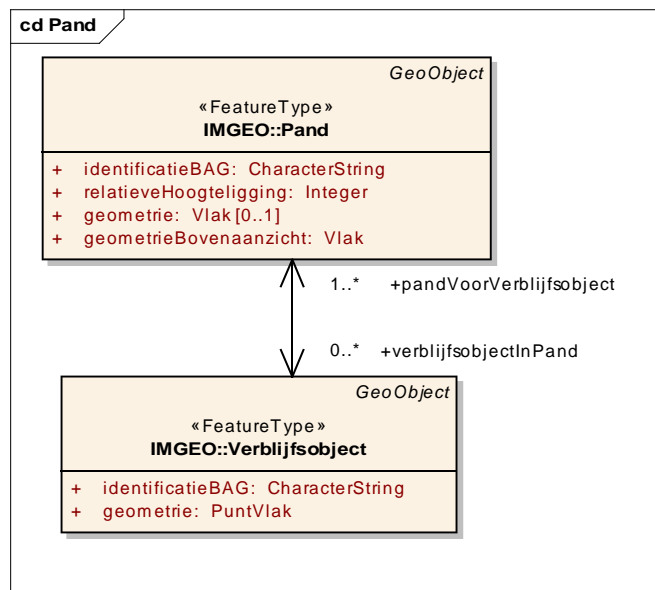 cd Pand
GeoObject
«FeatureType»
IMGEO::Pand
+ identificatieBAG: CharacterString
+ relatieveHoogteligging: Integer
+ geometrie: Vlak [0..1]
+ geometrieBovenaanzicht: Vlak
1..* +pandVoorVerblijfsobject
0..* +verblijfsobjectInPand
GeoObject
«FeatureType»
IMGEO::Verblijfsobject
+ identificatieBAG: CharacterString
+ geometrie: PuntVlak